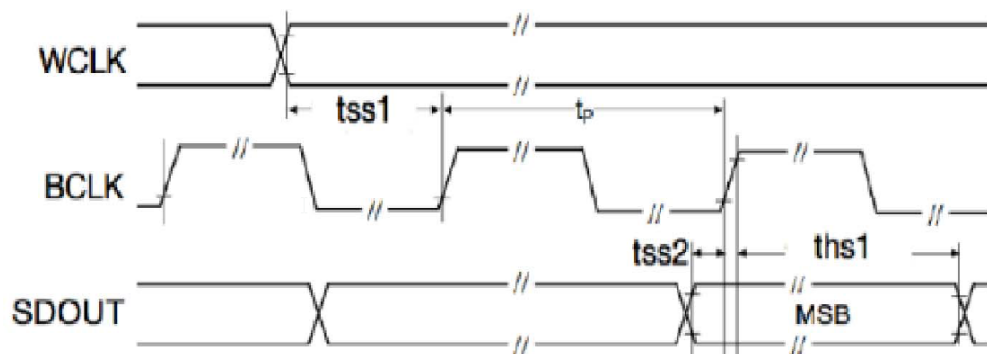 WCLK
tss1
tP
BCLK
tss2
ths1
SDOUT
MSB